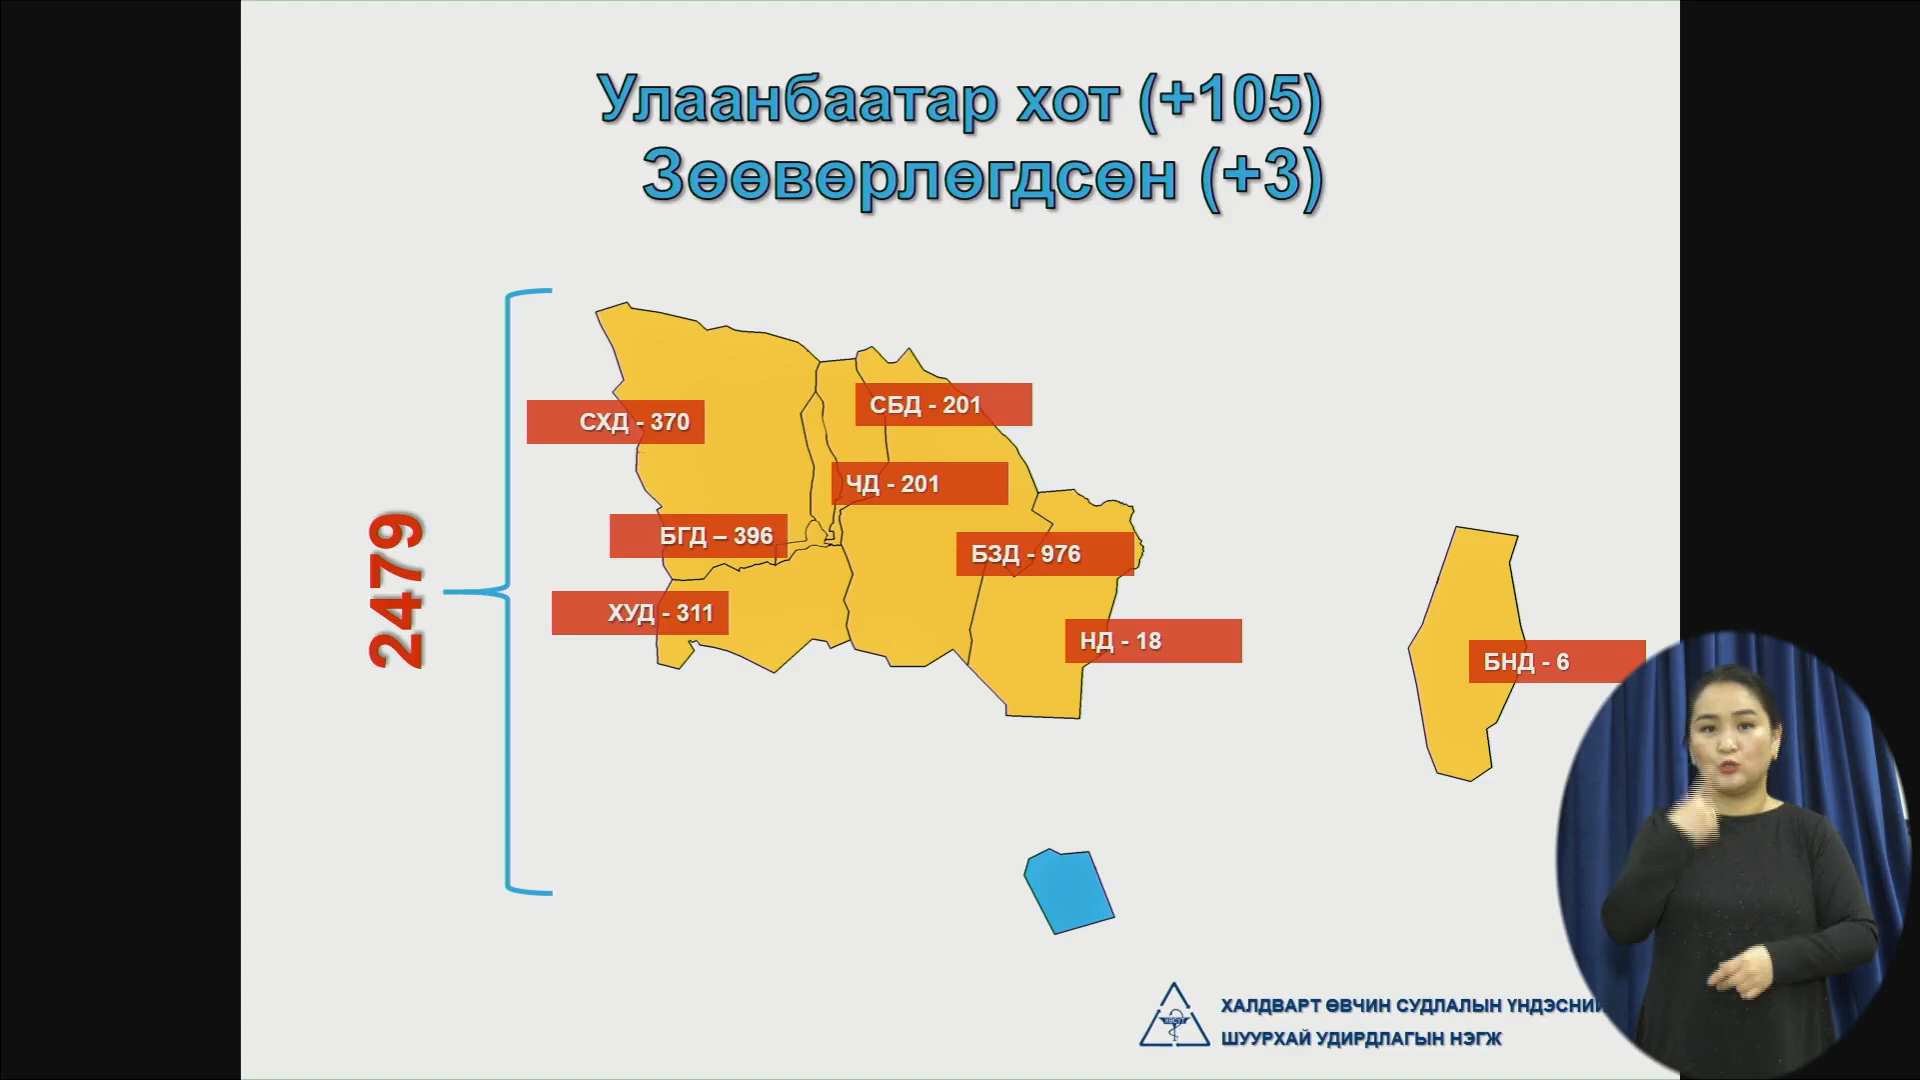 Улаанбаатар хот (+105)
Зөөвөрлөгдсөн (+3)
2479
СХД - 370
СБД - 201
ЧД - 201
БГД – 396
БЗД - 976
ХУД - 311
НД - 18
БНД - 6
ХАЛДВАРТ ӨВЧИН СУДЛАЛЫН ҮНДЭСНИЙ
ШУУРХАЙ УДИРДЛАГЫН НЭГЖ